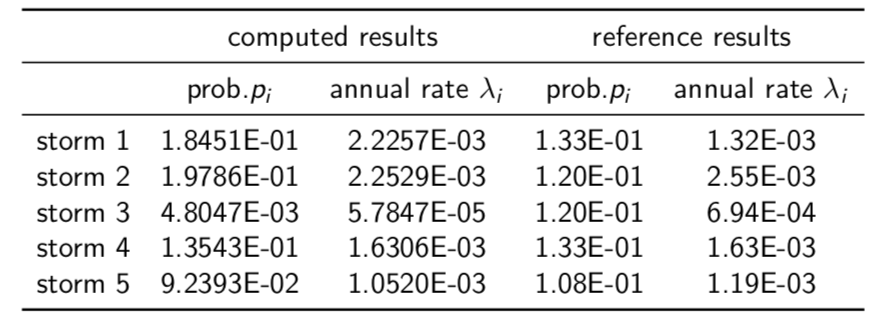 computed results reference results
prob.pᵢ annual rate λᵢ prob.pᵢ annual rate λᵢ
storm 1 1.8451E-01 2.2257E-03 1.33E-01 1.32E-03
storm 2 1.9786E-01 2.2529E-03 1.20E-01 2.55E-03
storm 3 4.8047E-03 5.7847E-05 1.20E-01 6.94E-04
storm 4 1.3543E-01 1.6306E-03 1.33E-01 1.63E-03
storm 5 9.2393E-02 1.0520E-03 1.08E-01 1.19E-03